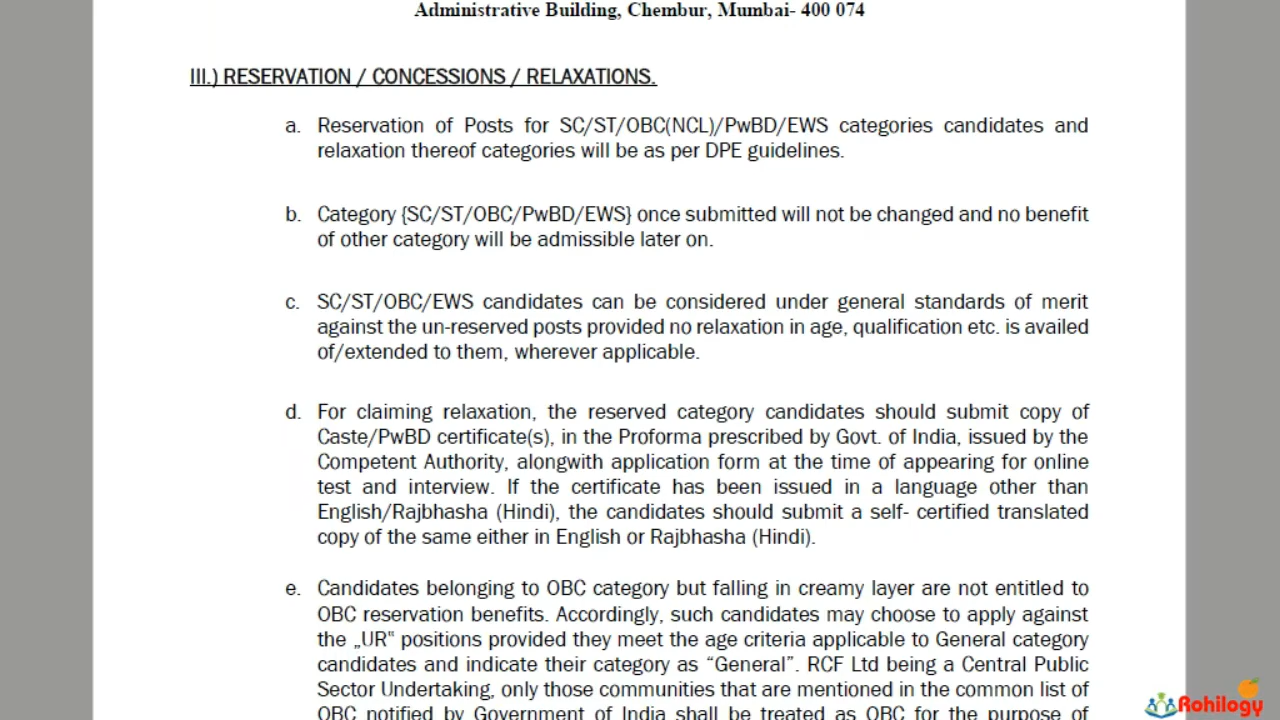 Administrative Building, Chembur, Mumbai- 400 074
III.) RESERVATION / CONCESSIONS / RELAXATIONS.
a. Reservation of Posts for SC/ST/OBC(NCL)/PwBD/EWS categories candidates and
relaxation thereof categories will be as per DPE guidelines.
b. Category {SC/ST/OBC/PwBD/EWS} once submitted will not be changed and no benefit
of other category will be admissible later on.
c. SC/ST/OBC/EWS candidates can be considered under general standards of merit
against the un-reserved posts provided no relaxation in age, qualification etc. is availed
of/extended to them, wherever applicable.
d. For claiming relaxation, the reserved category candidates should submit copy of
Caste/PwBD certificate(s), in the Proforma prescribed by Govt. of India, issued by the
Competent Authority, alongwith application form at the time of appearing for online
test and interview. If the certificate has been issued in a language other than
English/Rajbhasha (Hindi), the candidates should submit a self- certified translated
copy of the same either in English or Rajbhasha (Hindi).
e. Candidates belonging to OBC category but falling in creamy layer are not entitled to
OBC reservation benefits. Accordingly, such candidates may choose to apply against
the „UR‟ positions provided they meet the age criteria applicable to General category
candidates and indicate their category as “General”. RCF Ltd being a Central Public
Sector Undertaking, only those communities that are mentioned in the common list of
OBC notified by Government of India shall be treated as OBC for the purpose of
Rohilogy